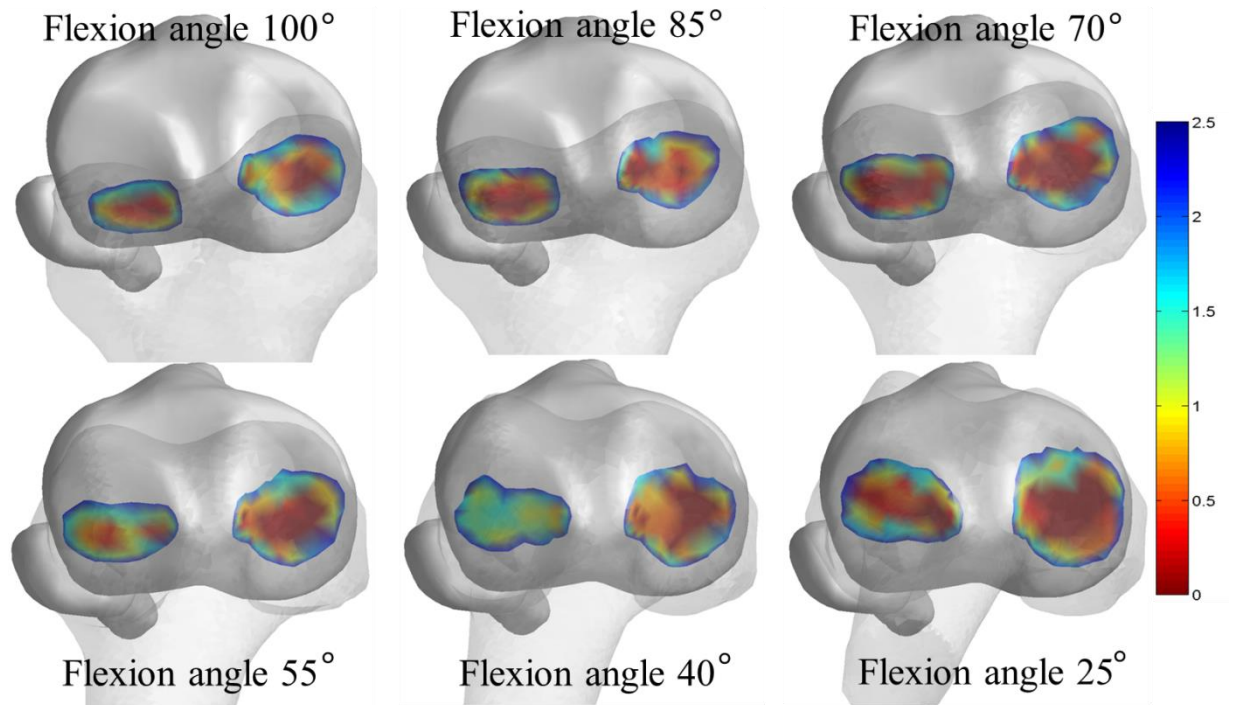 Flexion angle 100°
Flexion angle 85°
Flexion angle 70°
2.5
2
1.5
1
0.5
0
Flexion angle 55°
Flexion angle 40°
Flexion angle 25°